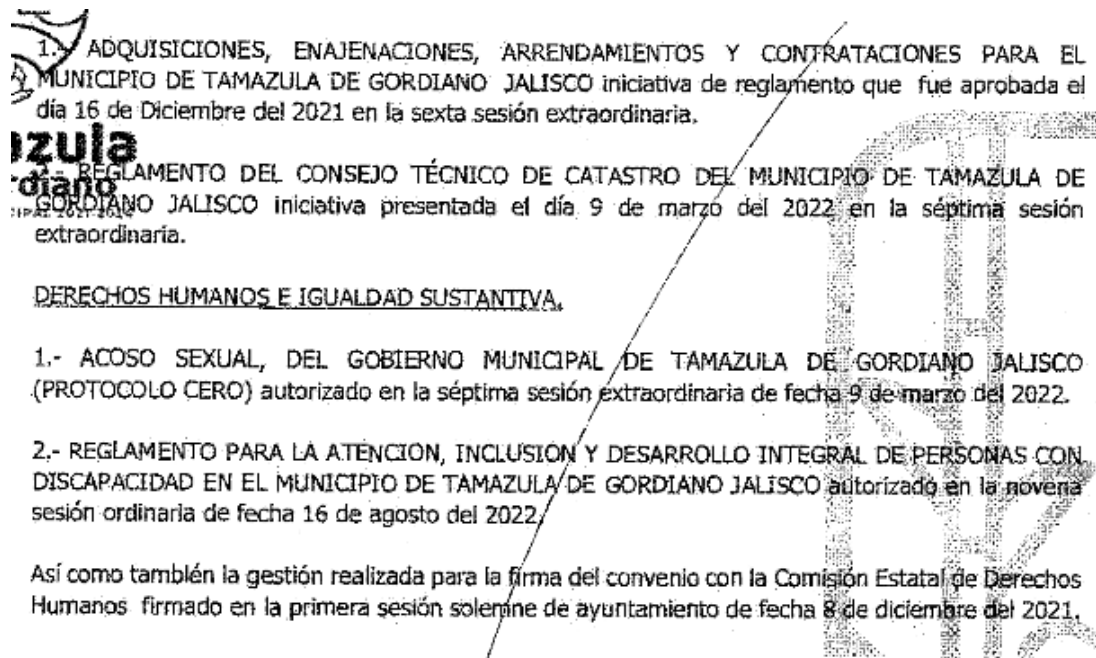 1.- ADQUISICIONES, ENAJENACIONES, ARRENDAMIENTOS Y CONTRATACIONES PARA EL
MUNICIPIO DE TAMAZULA DE GORDIANO JALISCO iniciativa de reglamento que fue aprobada el
día 16 de Diciembre del 2021 en la sexta sesión extraordinaria.
azula
2.- REGLAMENTO DEL CONSEJO TÉCNICO DE CATASTRO DEL MUNICIPIO DE TAMAZULA DE
rdiano
GORDIANO JALISCO iniciativa presentada el día 9 de marzo del 2022 en la séptima sesión
extraordinaria.
DERECHOS HUMANOS E IGUALDAD SUSTANTIVA.
1.- ACOSO SEXUAL, DEL GOBIERNO MUNICIPAL DE TAMAZULA DE GORDIANO JALISCO
(PROTOCOLO CERO) autorizado en la séptima sesión extraordinaria de fecha 9 de marzo del 2022.
2.- REGLAMENTO PARA LA ATENCION, INCLUSION Y DESARROLLO INTEGRAL DE PERSONAS CON
DISCAPACIDAD EN EL MUNICIPIO DE TAMAZULA DE GORDIANO JALISCO autorizado en la novena
sesión ordinaria de fecha 16 de agosto del 2022.
Así como también la gestión realizada para la firma del convenio con la Comisión Estatal de Derechos
Humanos firmado en la primera sesión solemne de ayuntamiento de fecha 8 de diciembre del 2021.